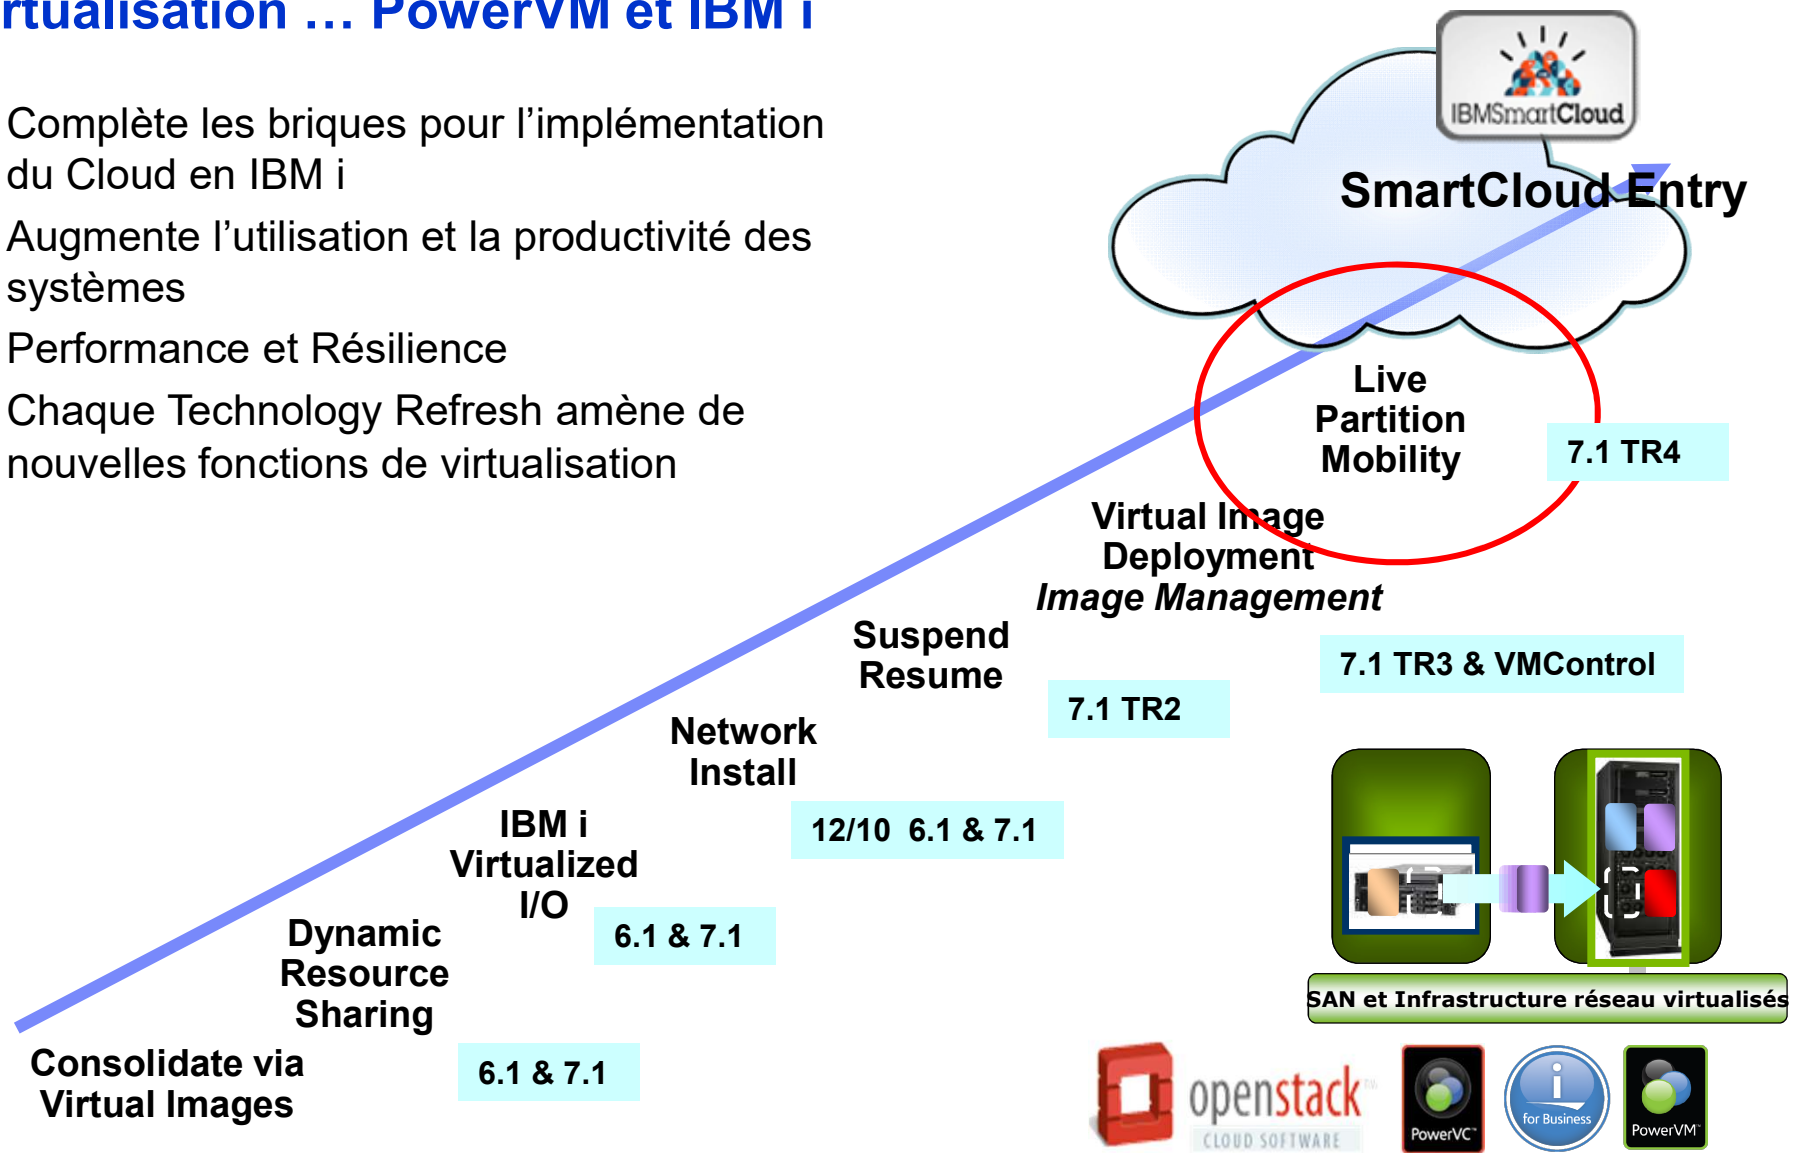 rtualisation … PowerVM et IBM i
Complète les briques pour l’implémentation
du Cloud en IBM i
Augmente l’utilisation et la productivité des
systèmes
Performance et Résilience
Chaque Technology Refresh amène de
nouvelles fonctions de virtualisation
IBMSmartCloud
SmartCloud Entry
Live
Partition
Mobility
7.1 TR4
Virtual Image
Deployment
Image Management
7.1 TR3 & VMControl
Suspend
Resume
7.1 TR2
Network
Install
12/10 6.1 & 7.1
IBM i
Virtualized
I/O
6.1 & 7.1
Dynamic
Resource
Sharing
6.1 & 7.1
Consolidate via
Virtual Images
SAN et Infrastructure réseau virtualisés
openstack
CLOUD SOFTWARE
PowerVC
i
for Business
PowerVM